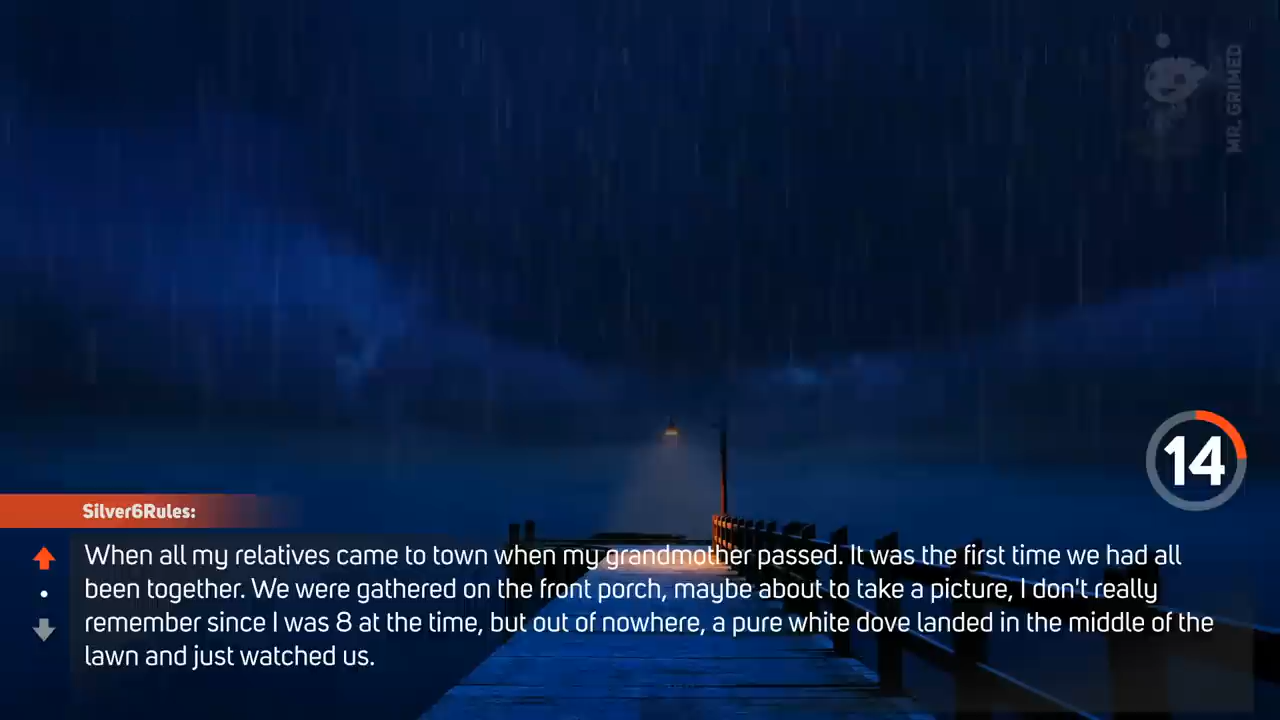 MR. GRIMED
14
Silver6Rules:
When all my relatives came to town when my grandmother passed. It was the first time we had all
been together. We were gathered on the front porch, maybe about to take a picture, I don't really
remember since I was 8 at the time, but out of nowhere, a pure white dove landed in the middle of the
lawn and just watched us.